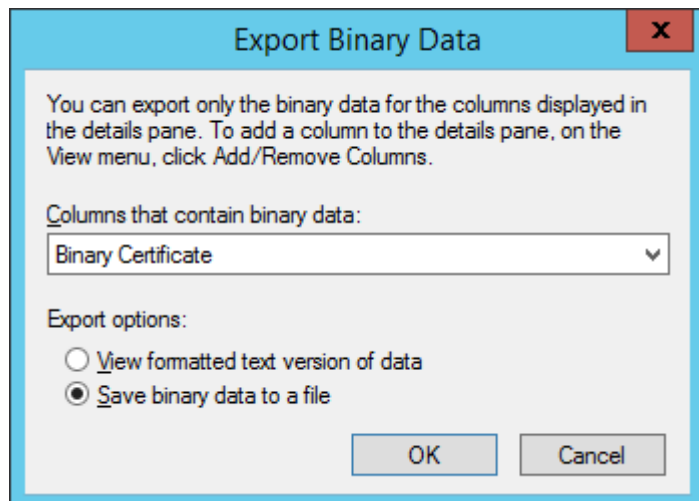 Export Binary Data
x
You can export only the binary data for the columns displayed in
the details pane. To add a column to the details pane, on the
View menu, click Add/Remove Columns.
Columns that contain binary data:
Binary Certificate
Export options:
View formatted text version of data
Save binary data to a file
OK Cancel